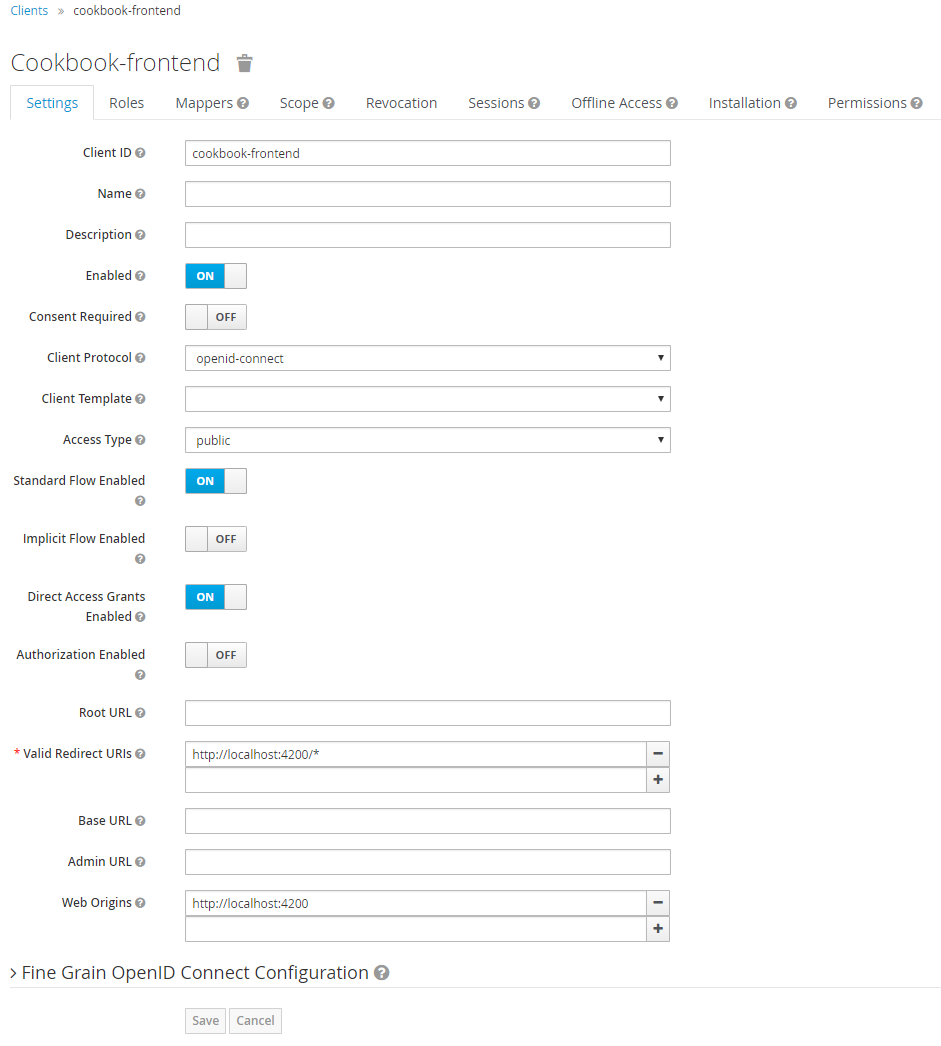 Clients » cookbook-frontend
Cookbook-frontend
Settings Roles Mappers Scope Revocation Sessions Offline Access Installation Permissions
Client ID cookbook-frontend
Name
Description
Enabled ON
Consent Required OFF
Client Protocol openid-connect
Client Template
Access Type public
Standard Flow Enabled ON
Implicit Flow Enabled OFF
Direct Access Grants ON
Enabled
Authorization Enabled OFF
Root URL
* Valid Redirect URIs http://localhost:4200/*
Base URL
Admin URL
Web Origins http://localhost:4200
Fine Grain OpenID Connect Configuration
Save Cancel